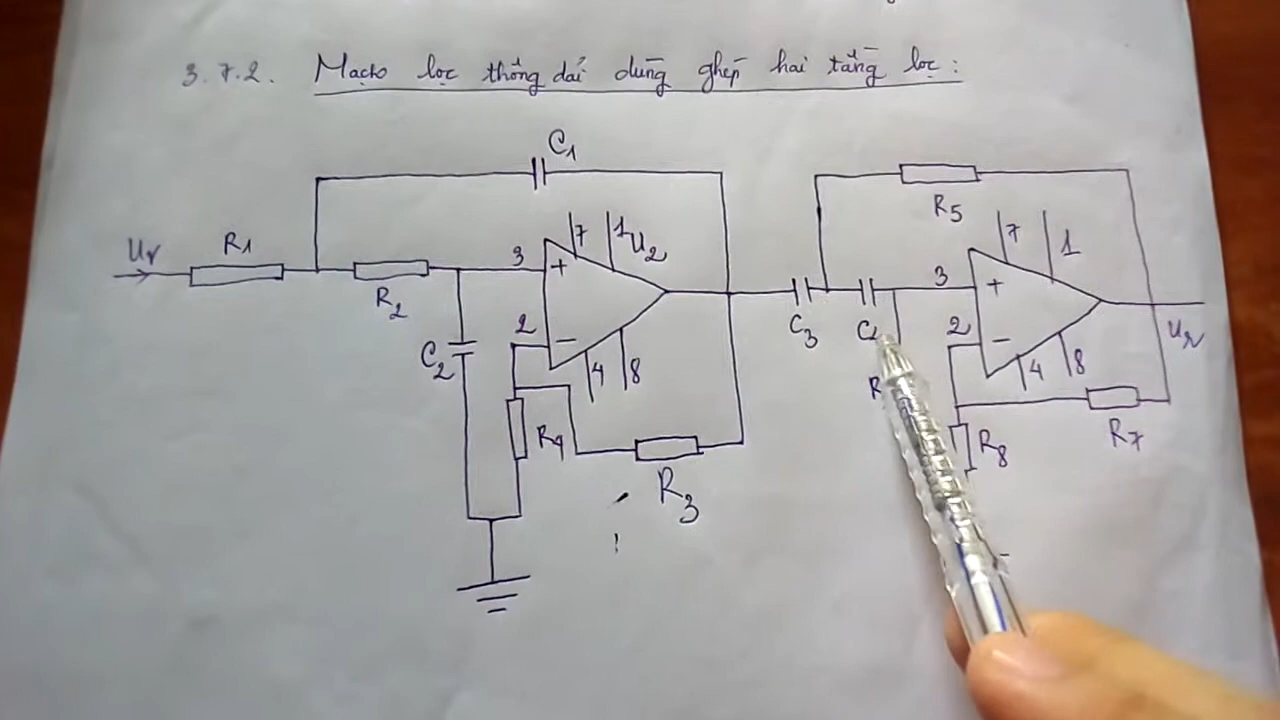 3.7.2. Mạch lọc thông dải dùng ghép hai tầng lọc:
C1
R5
7 1 U2
7 1
Uv R1
3 +
3 +
R2
C3
2 −
C2
2 −
Ur
4 8
4 8
R
R4
R7
R8
R3